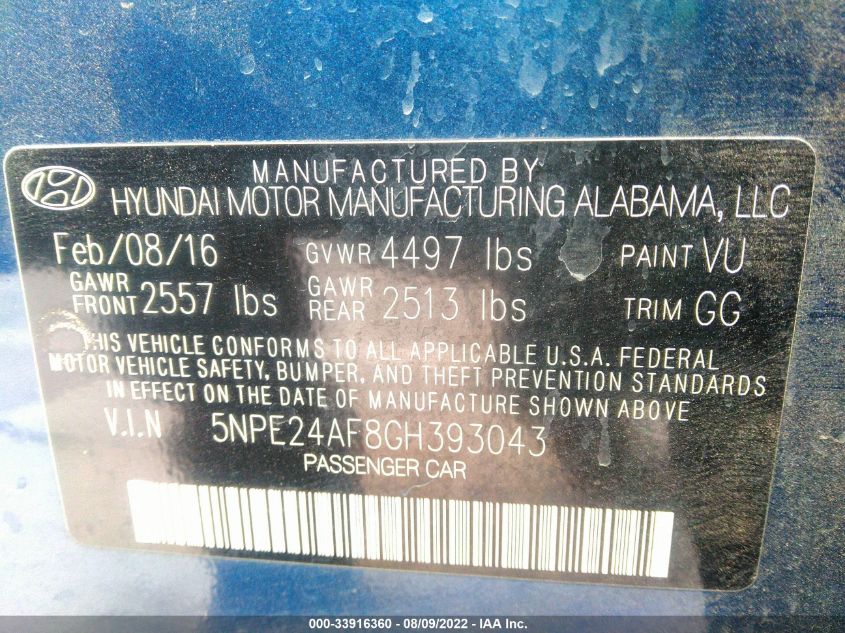 MANUFACTURED BY
HYUNDAI MOTOR MANUFACTURING ALABAMA, LLC
Feb/08/16 GVWR 4497 lbs PAINT VU
GAWR FRONT 2557 lbs GAWR REAR 2513 lbs TRIM GG
THIS VEHICLE CONFORMS TO ALL APPLICABLE U.S.A. FEDERAL
MOTOR VEHICLE SAFETY, BUMPER, AND THEFT PREVENTION STANDARDS
IN EFFECT ON THE DATE OF MANUFACTURE SHOWN ABOVE
V.I.N 5NPE24AF8GH393043
PASSENGER CAR
000-33916360 - 08/09/2022 - IAA Inc.